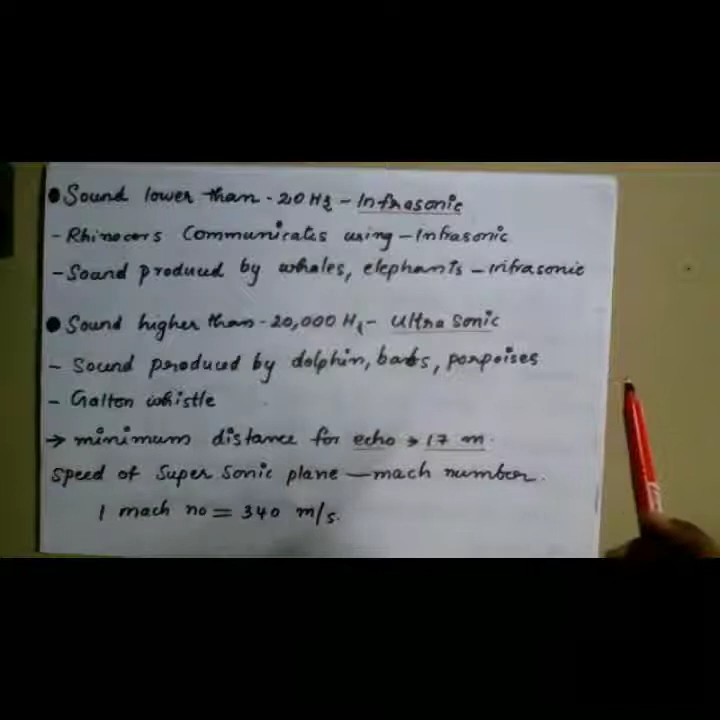 ● Sound lower than - 20 Hz - Infrasonic
- Rhinocers Communicates using - Infrasonic
- Sound produced by whales, elephants - infrasonic
● Sound higher than - 20,000 Hz - Ultra Sonic
- Sound produced by dolphin, bats, porpoises
- Galton whistle
→ minimum distance for echo → 17 m.
Speed of Super Sonic plane - mach number.
1 mach no = 340 m/s.